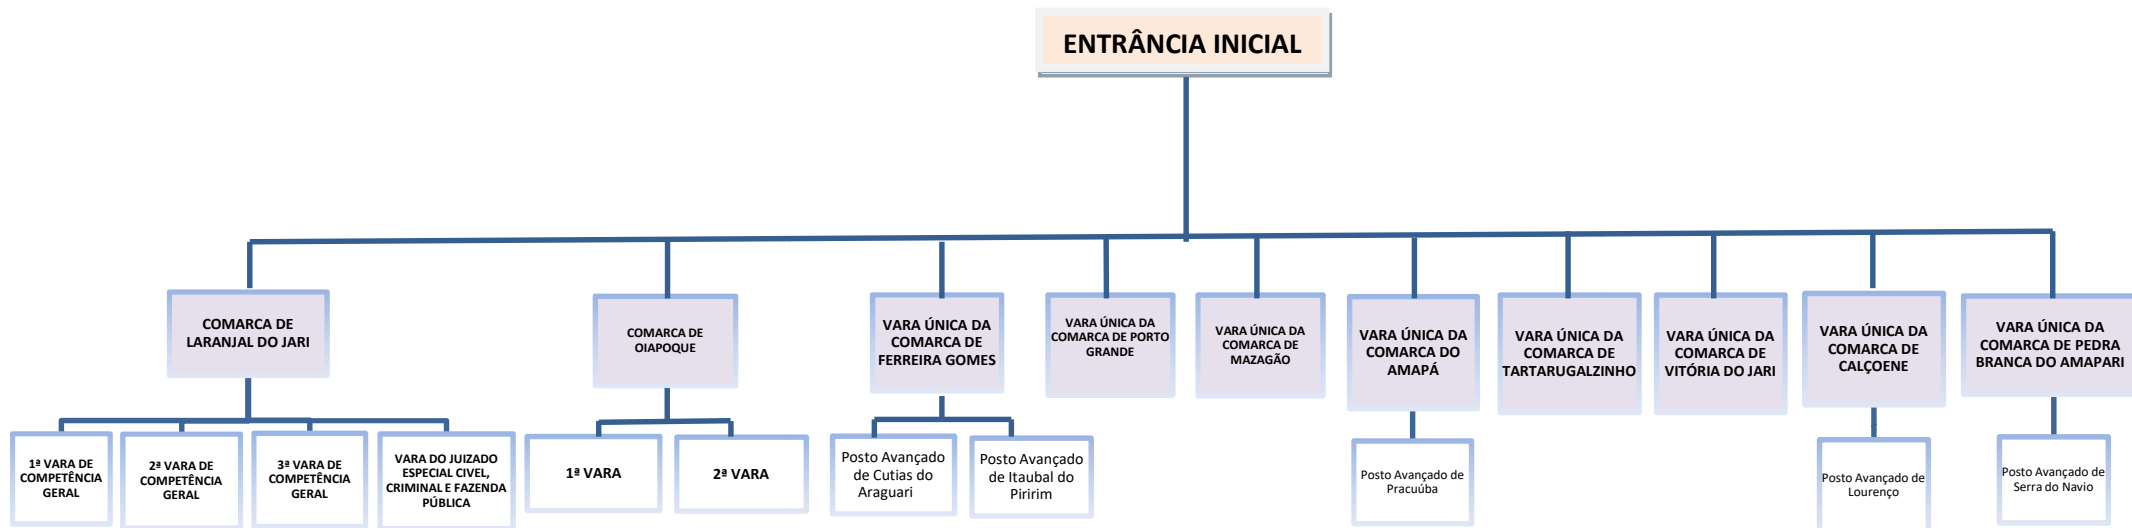 ENTRÂNCIA INICIAL
COMARCA DE
LARANJAL DO JARI
COMARCA DE
OIAPOQUE
VARA ÚNICA DA
COMARCA DE
FERREIRA GOMES
VARA ÚNICA DA
COMARCA DE PORTO
GRANDE
VARA ÚNICA DA
COMARCA DE
MAZAGÃO
VARA ÚNICA DA
COMARCA DO
AMAPÁ
VARA ÚNICA DA
COMARCA DE
TARTARUGALZINHO
VARA ÚNICA DA
COMARCA DE
VITÓRIA DO JARI
VARA ÚNICA DA
COMARCA DE
CALÇOENE
VARA ÚNICA DA
COMARCA DE PEDRA
BRANCA DO AMAPARI
1ª VARA DE
COMPETÊNCIA
GERAL
2ª VARA DE
COMPETÊNCIA
GERAL
3ª VARA DE
COMPETÊNCIA
GERAL
VARA DO JUIZADO
ESPECIAL CIVEL,
CRIMINAL E FAZENDA
PÚBLICA
1ª VARA
2ª VARA
Posto Avançado
de Cutias do
Araguari
Posto Avançado
de Itaubal do
Piririm
Posto Avançado de
Pracuúba
Posto Avançado de
Lourenço
Posto Avançado de
Serra do Navio